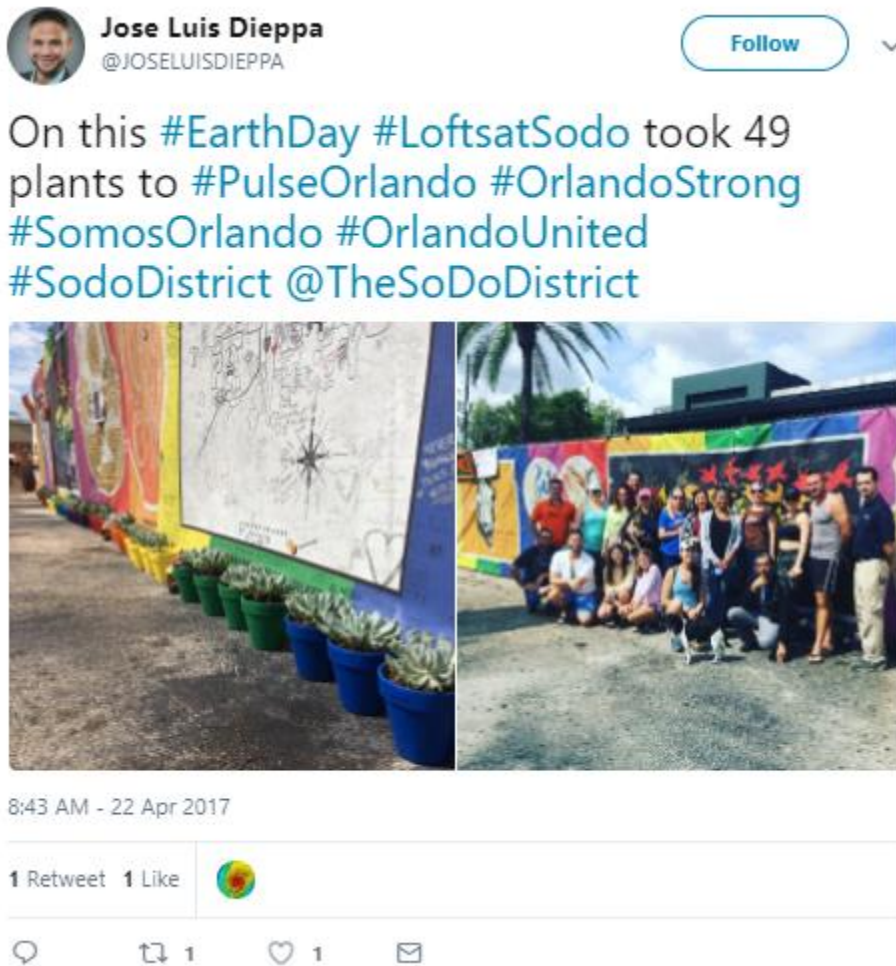 Jose Luis Dieppa
@JOSELUISDIEPPA
Follow
On this #EarthDay #LoftsatSodo took 49
plants to #PulseOrlando #OrlandoStrong
#SomosOrlando #OrlandoUnited
#SodoDistrict @TheSoDoDistrict
8:43 AM - 22 Apr 2017
1 Retweet 1 Like
1 1